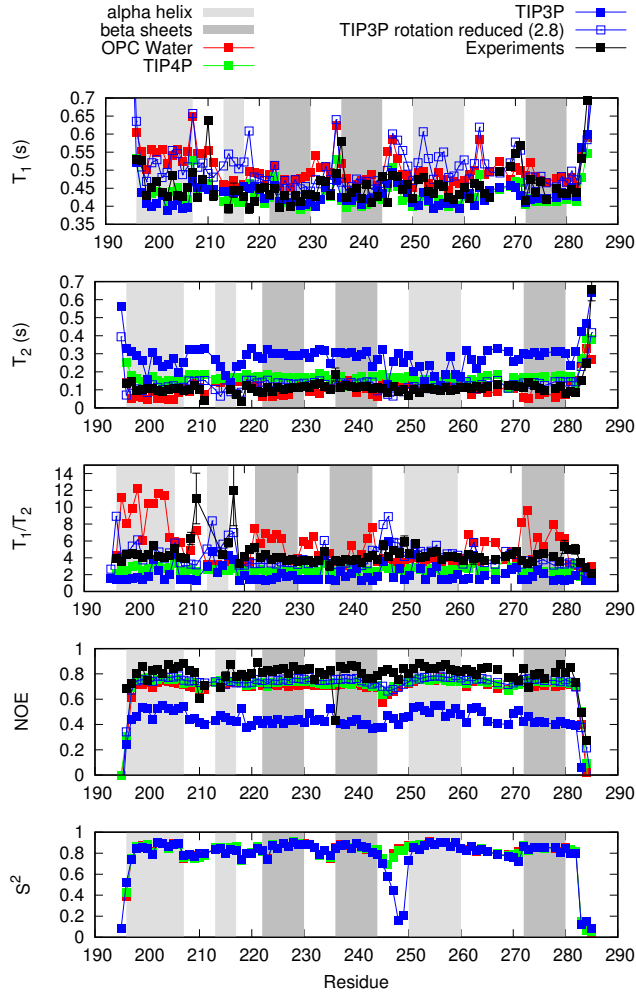 alpha helix
beta sheets
OPC Water
TIP4P
TIP3P
TIP3P rotation reduced (2.8)
Experiments
T1 (s)
0.7
0.65
0.6
0.55
0.5
0.45
0.4
0.35
190 200 210 220 230 240 250 260 270 280 290
T2 (s)
0.7
0.6
0.5
0.4
0.3
0.2
0.1
0
190 200 210 220 230 240 250 260 270 280 290
T1/T2
14
12
10
8
6
4
2
0
190 200 210 220 230 240 250 260 270 280 290
NOE
1
0.8
0.6
0.4
0.2
0
190 200 210 220 230 240 250 260 270 280 290
S2
1
0.8
0.6
0.4
0.2
0
190 200 210 220 230 240 250 260 270 280 290
Residue